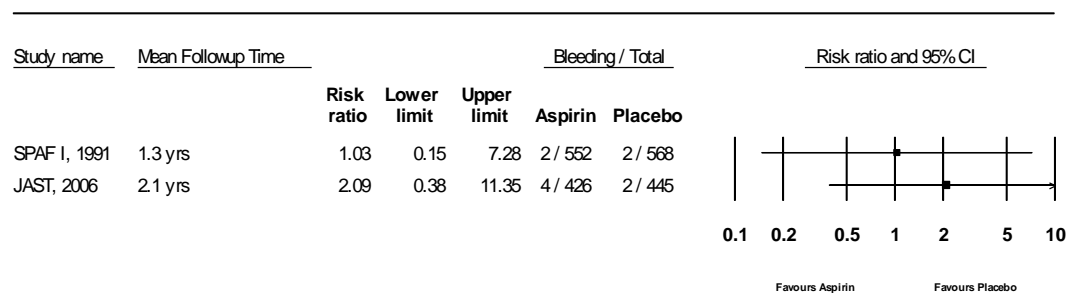 Study name Mean Followup Time Bleeding / Total Risk ratio and 95% CI
Risk ratio Lower limit Upper limit Aspirin Placebo
SPAF I, 1991 1.3 yrs 1.03 0.15 7.28 2 / 552 2 / 568
JAST, 2006 2.1 yrs 2.09 0.38 11.35 4 / 426 2 / 445
0.1 0.2 0.5 1 2 5 10
Favours Aspirin Favours Placebo